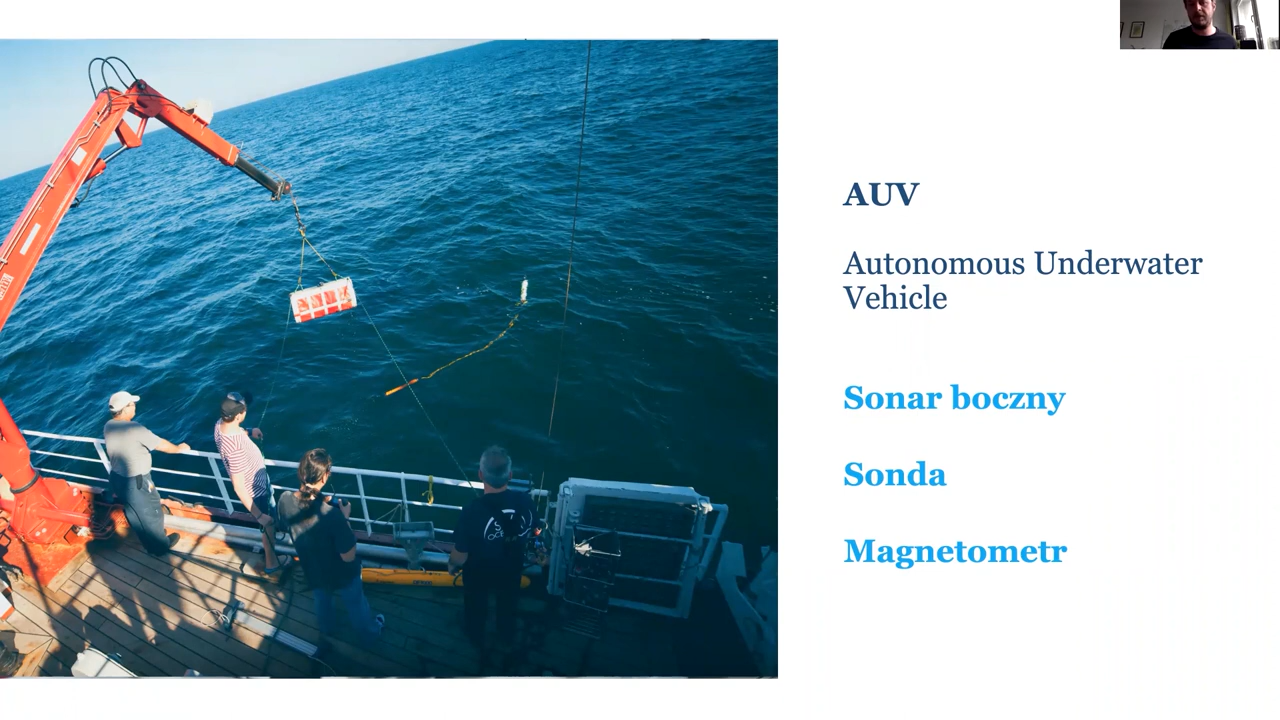 AUV
Autonomous Underwater
Vehicle
Sonar boczny
Sonda
Magnetometr